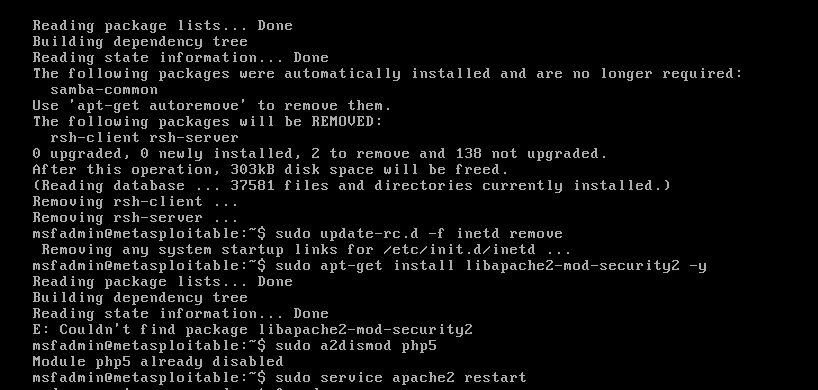 Reading package lists... Done
Building dependency tree
Reading state information... Done
The following packages were automatically installed and are no longer required:
  samba-common
Use 'apt-get autoremove' to remove them.
The following packages will be REMOVED:
  rsh-client rsh-server
0 upgraded, 0 newly installed, 2 to remove and 138 not upgraded.
After this operation, 303kB disk space will be freed.
(Reading database ... 37581 files and directories currently installed.)
Removing rsh-client ...
Removing rsh-server ...
msfadmin@metasploitable:~$ sudo update-rc.d -f inetd remove
 Removing any system startup links for /etc/init.d/inetd ...
msfadmin@metasploitable:~$ sudo apt-get install libapache2-mod-security2 -y
Reading package lists... Done
Building dependency tree
Reading state information... Done
E: Couldn't find package libapache2-mod-security2
msfadmin@metasploitable:~$ sudo a2dismod php5
Module php5 already disabled
msfadmin@metasploitable:~$ sudo service apache2 restart